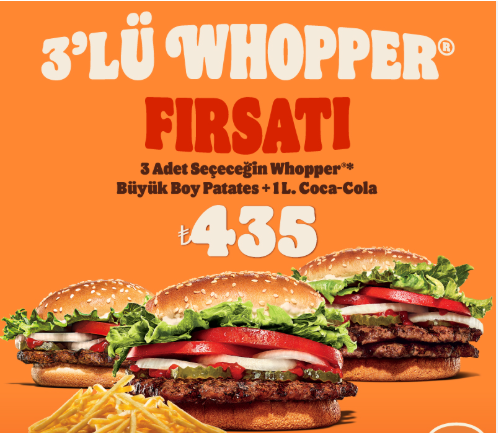 3’LÜ WHOPPER®
FIRSATI
3 Adet Seçeceğin Whopper®*
Büyük Boy Patates + 1 L. Coca-Cola
₺435